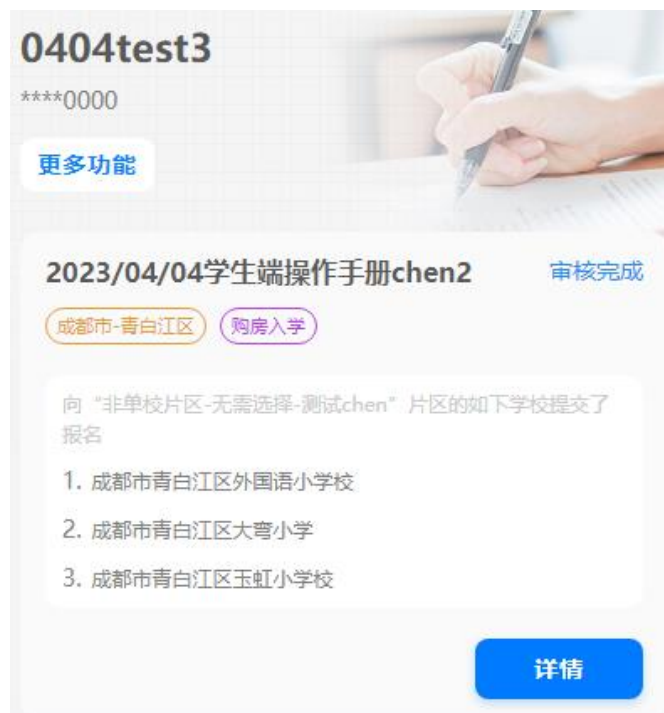 0404test3
****0000
更多功能
2023/04/04学生端操作手册chen2
审核完成
成都市-青白江区
购房入学
向“非单校片区-无需选择-测试chen”片区的如下学校提交了
报名
1. 成都市青白江区外国语小学校
2. 成都市青白江区大弯小学
3. 成都市青白江区玉虹小学校
详情